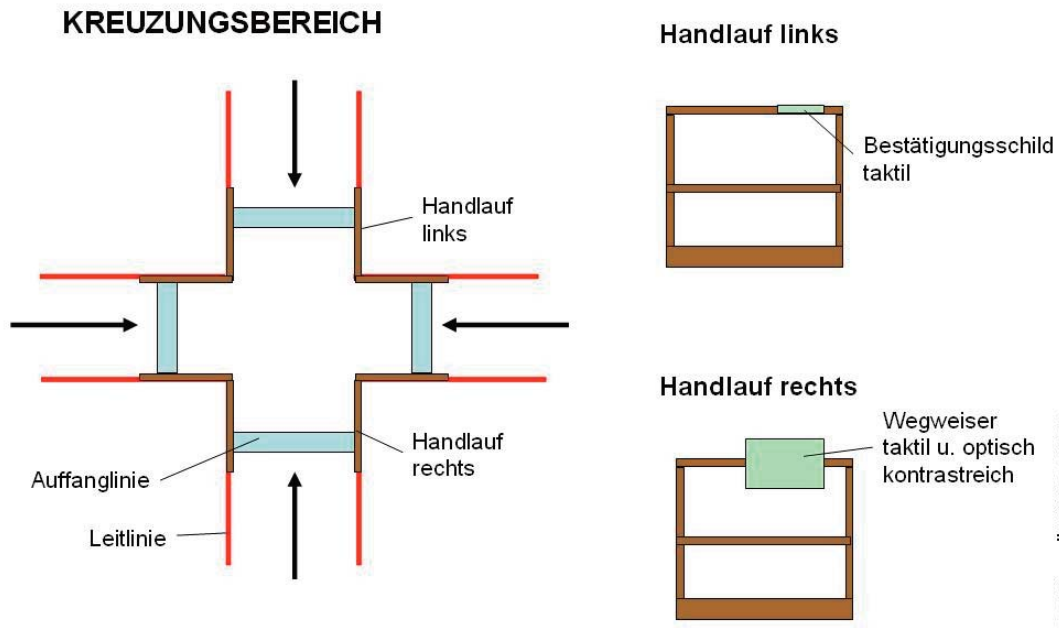 KREUZUNGSBEREICH
Handlauf
links
Handlauf
rechts
Auffanglinie
Leitlinie
Handlauf links
Bestätigungsschild
taktil
Handlauf rechts
Wegweiser
taktil u. optisch
kontrastreich